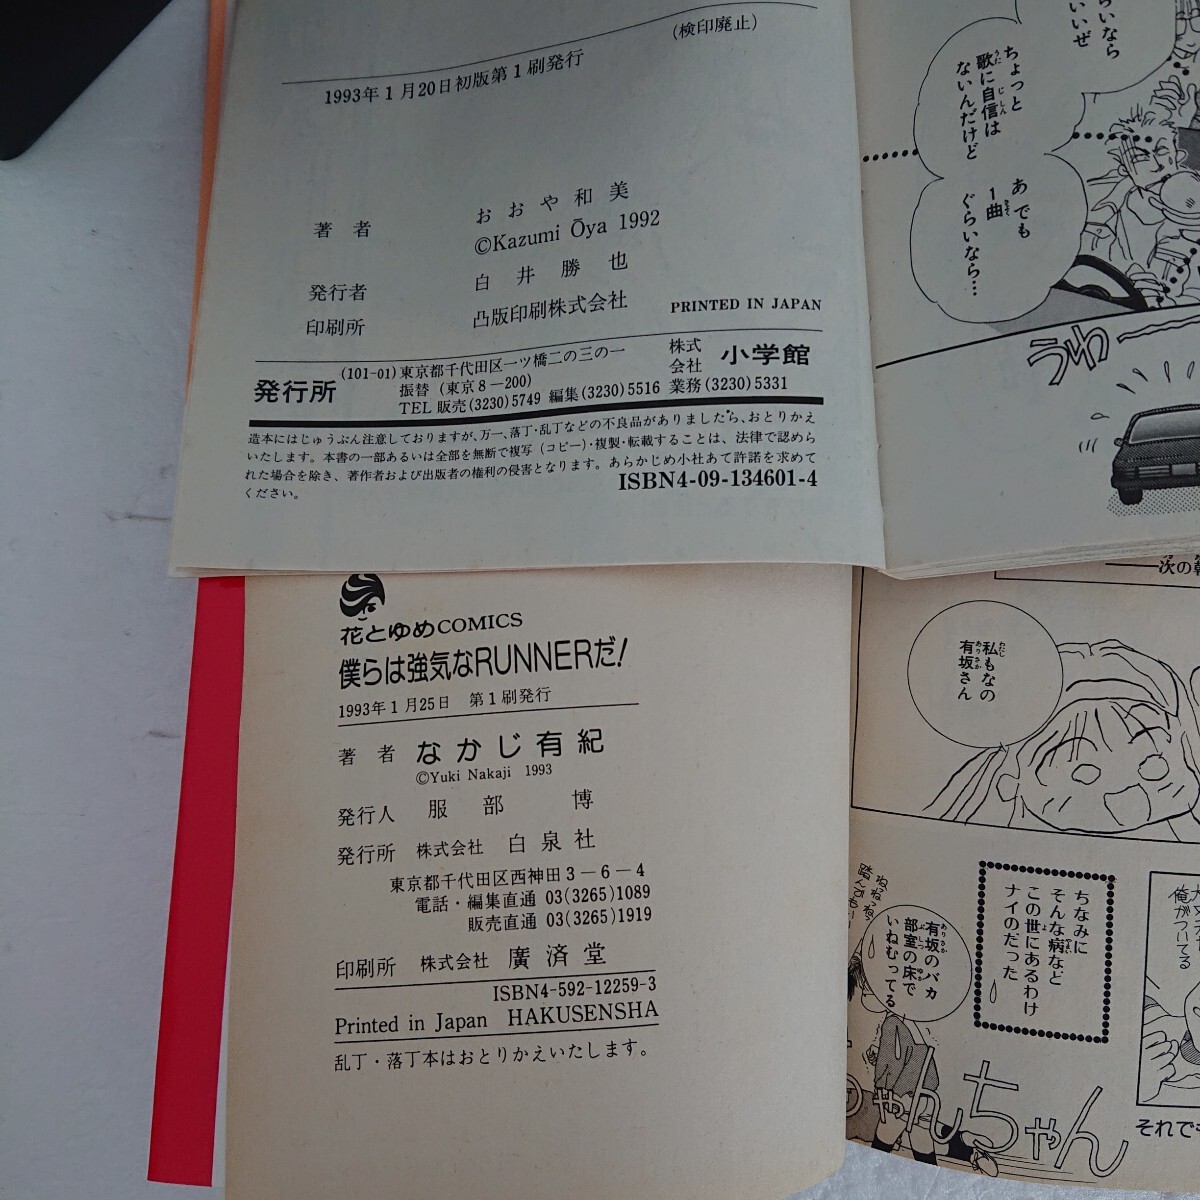 (検印廃止)
1993年1月20日初版第1刷発行
著者 おおや和美
©Kazumi Ōya 1992
発行者 白井勝也
印刷所 凸版印刷株式会社 PRINTED IN JAPAN
発行所 (101-01)東京都千代田区一ツ橋二の三の一 株式会社 小学館
振替(東京8−200)
TEL 販売(3230)5749 編集(3230)5516 業務(3230)5331
造本にはじゅうぶん注意しておりますが、万一、落丁・乱丁などの不良品がありましたら、おとりかえ
いたします。本書の一部あるいは全部を無断で複写(コピー)・複製・転載することは、法律で認めら
れた場合を除き、著作者および出版者の権利の侵害となります。あらかじめ小社あて許諾を求めて
ください。
ISBN4-09-134601-4
らいなら
いいぜ
ちょっと
歌に自信は
ないんだけど
あでも
1曲
ぐらいなら…
うわ
花とゆめCOMICS
僕らは強気なRUNNERだ!
1993年1月25日 第1刷発行
著者 なかじ有紀
©Yuki Nakaji 1993
発行人 服部 博
発行所 株式会社 白泉社
東京都千代田区西神田3−6−4
電話・編集直通 03(3265)1089
販売直通 03(3265)1919
印刷所 株式会社 廣済堂
ISBN4-592-12259-3
Printed in Japan HAKUSENSHA
乱丁・落丁本はおとりかえいたします。
次の
私もなの
有坂さん
ちなみに
そんな病など
この世にあるわけ
ナイのだった
有坂のバカ
部室の床で
いねむってる
俺がついてる
ゃんちゃん
それでも